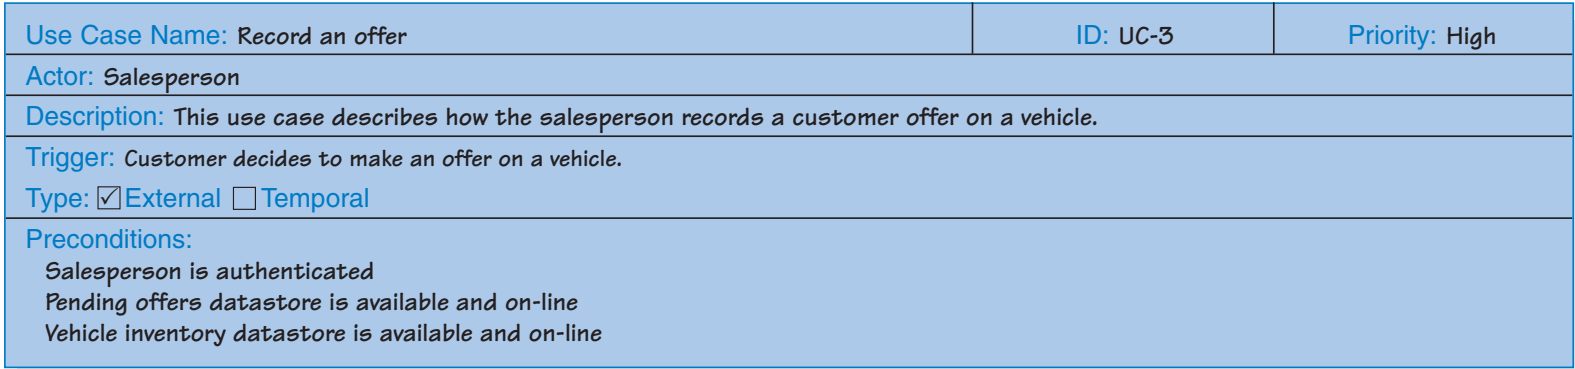 Use Case Name: Record an offer ID: UC-3 Priority: High
Actor: Salesperson
Description: This use case describes how the salesperson records a customer offer on a vehicle.
Trigger: Customer decides to make an offer on a vehicle.
Type: ☑ External ☐ Temporal
Preconditions:
Salesperson is authenticated
Pending offers datastore is available and on-line
Vehicle inventory datastore is available and on-line